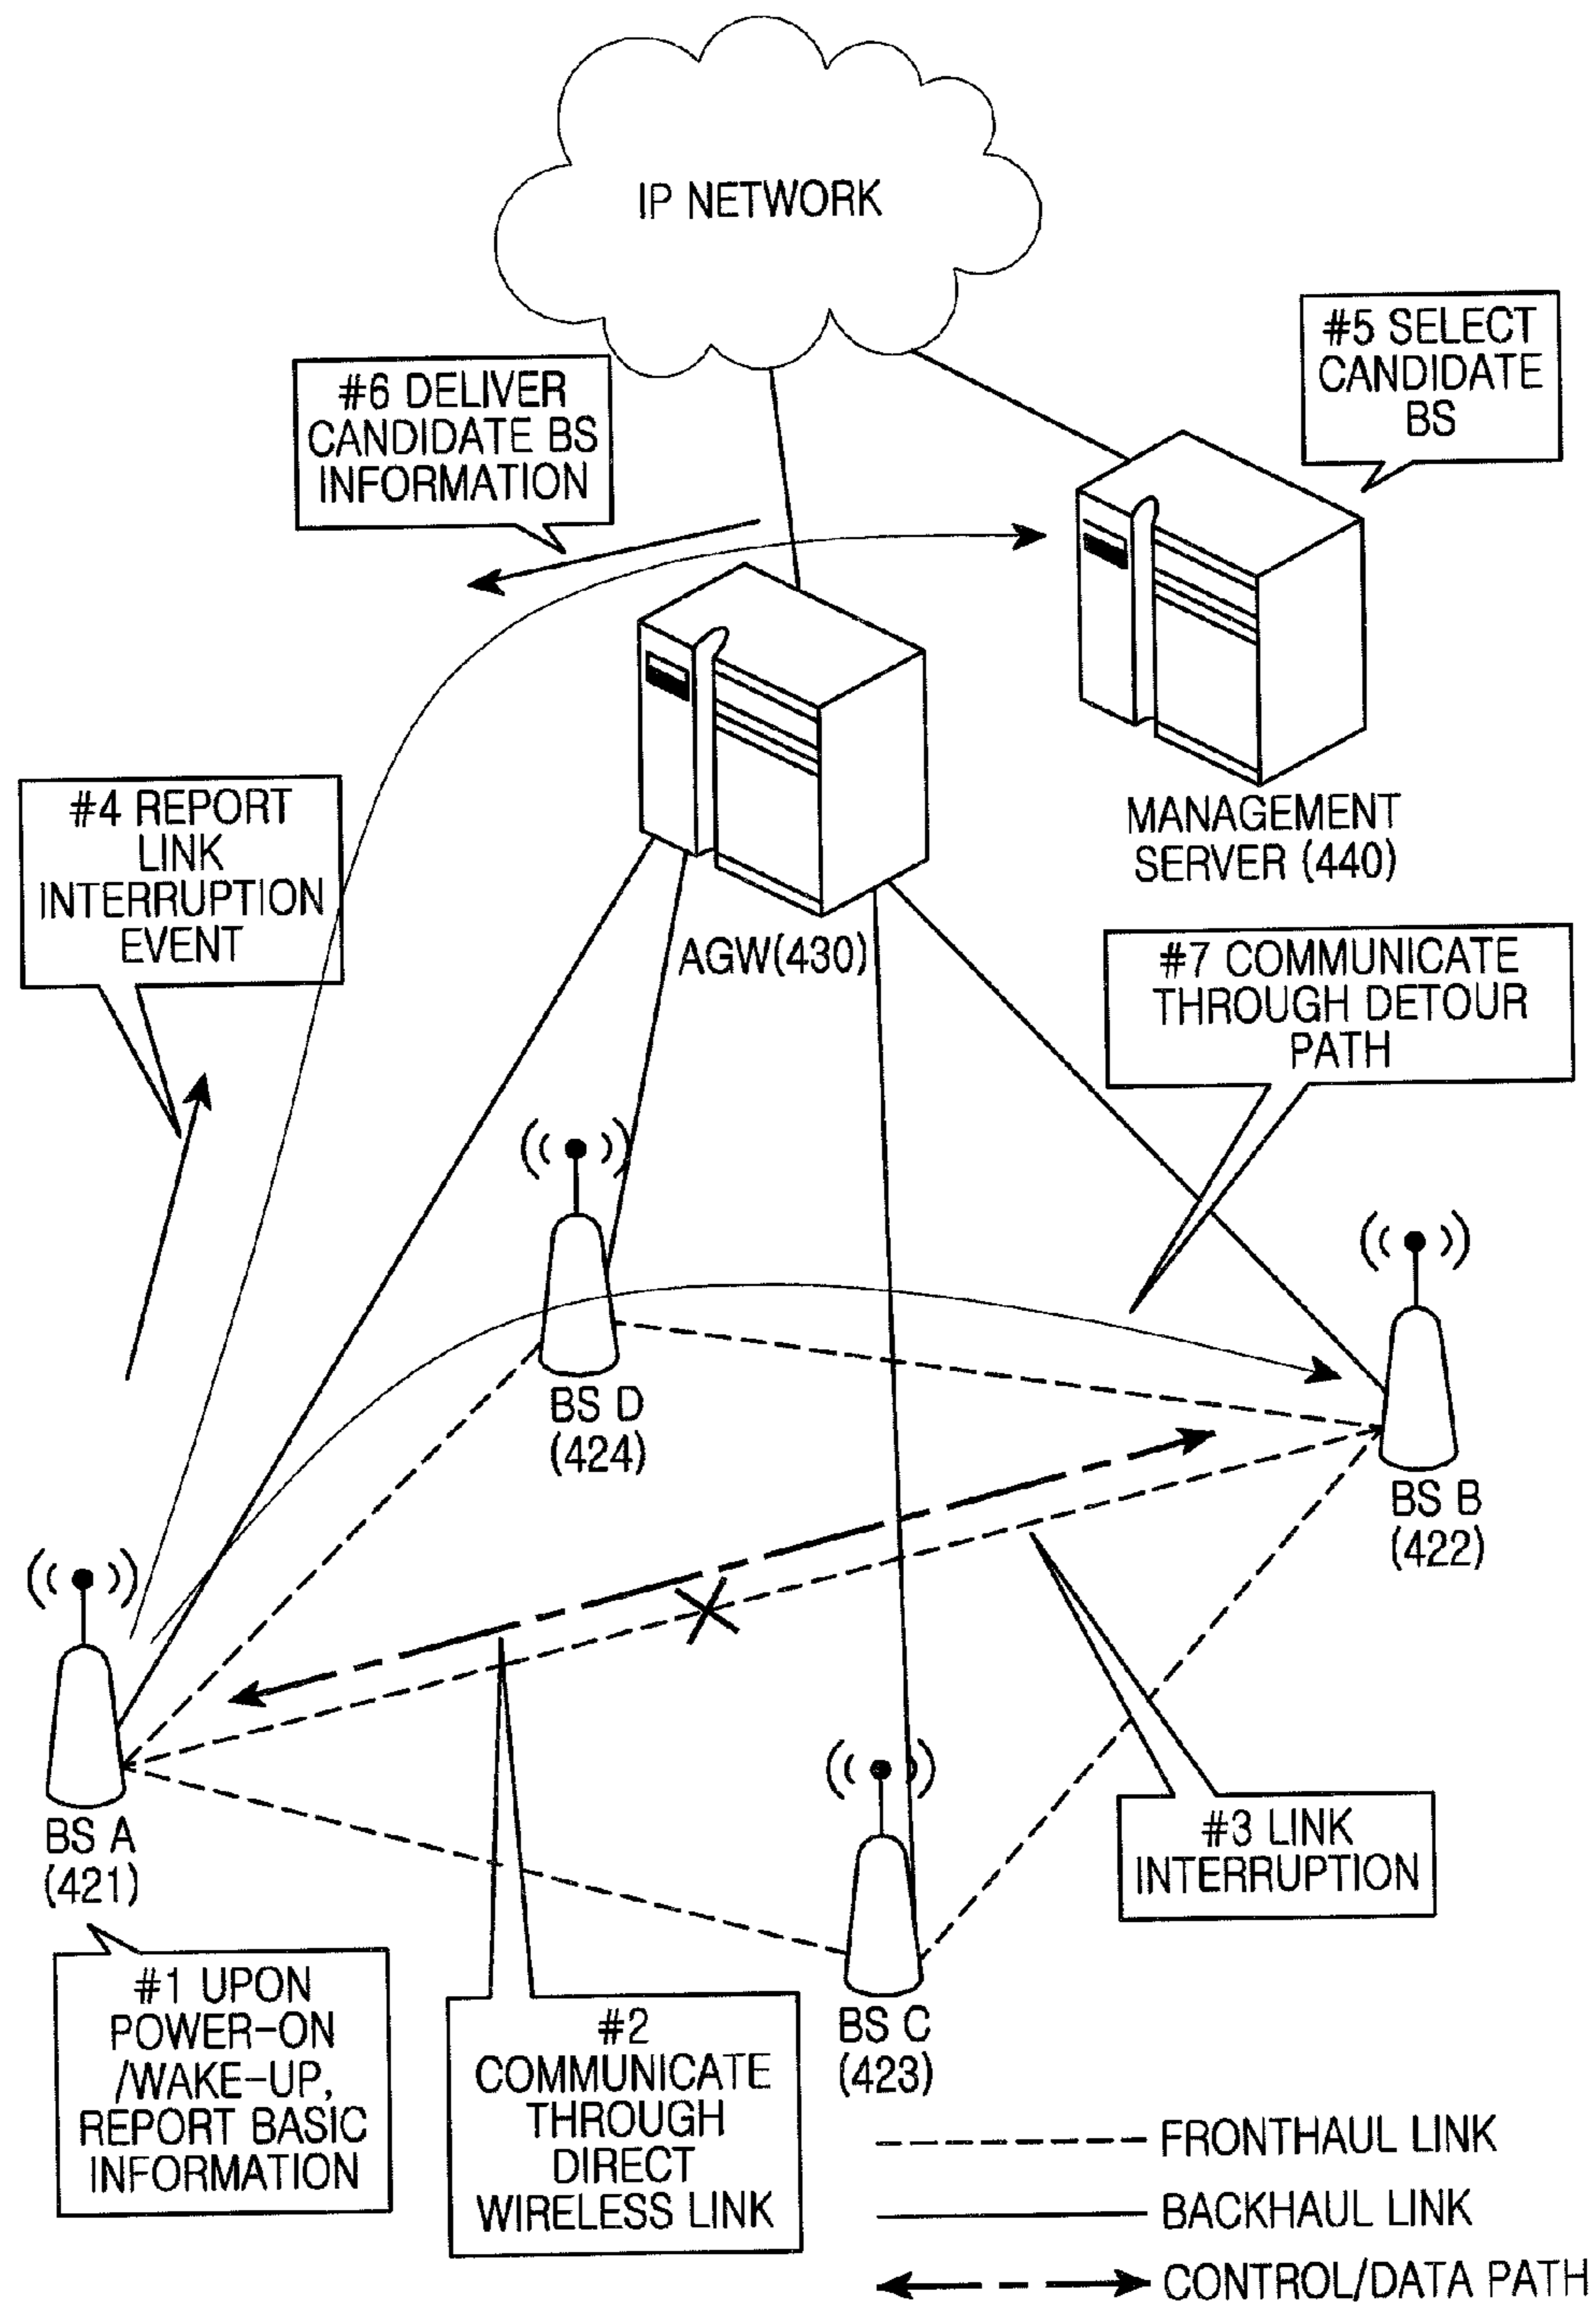 IP NETWORK
#5 SELECT
CANDIDATE
BS
#6 DELIVER
CANDIDATE BS
INFORMATION
#4 REPORT
LINK
INTERRUPTION
EVENT
MANAGEMENT
SERVER (440)
AGW(430)
#7 COMMUNICATE
THROUGH DETOUR
PATH
BS D
(424)
BS B
(422)
BS A
(421)
#3 LINK
INTERRUPTION
#1 UPON
POWER-ON
/WAKE-UP,
REPORT BASIC
INFORMATION
#2
COMMUNICATE
THROUGH
DIRECT
WIRELESS LINK
BS C
(423)
FRONTHAUL LINK
BACKHAUL LINK
CONTROL/DATA PATH